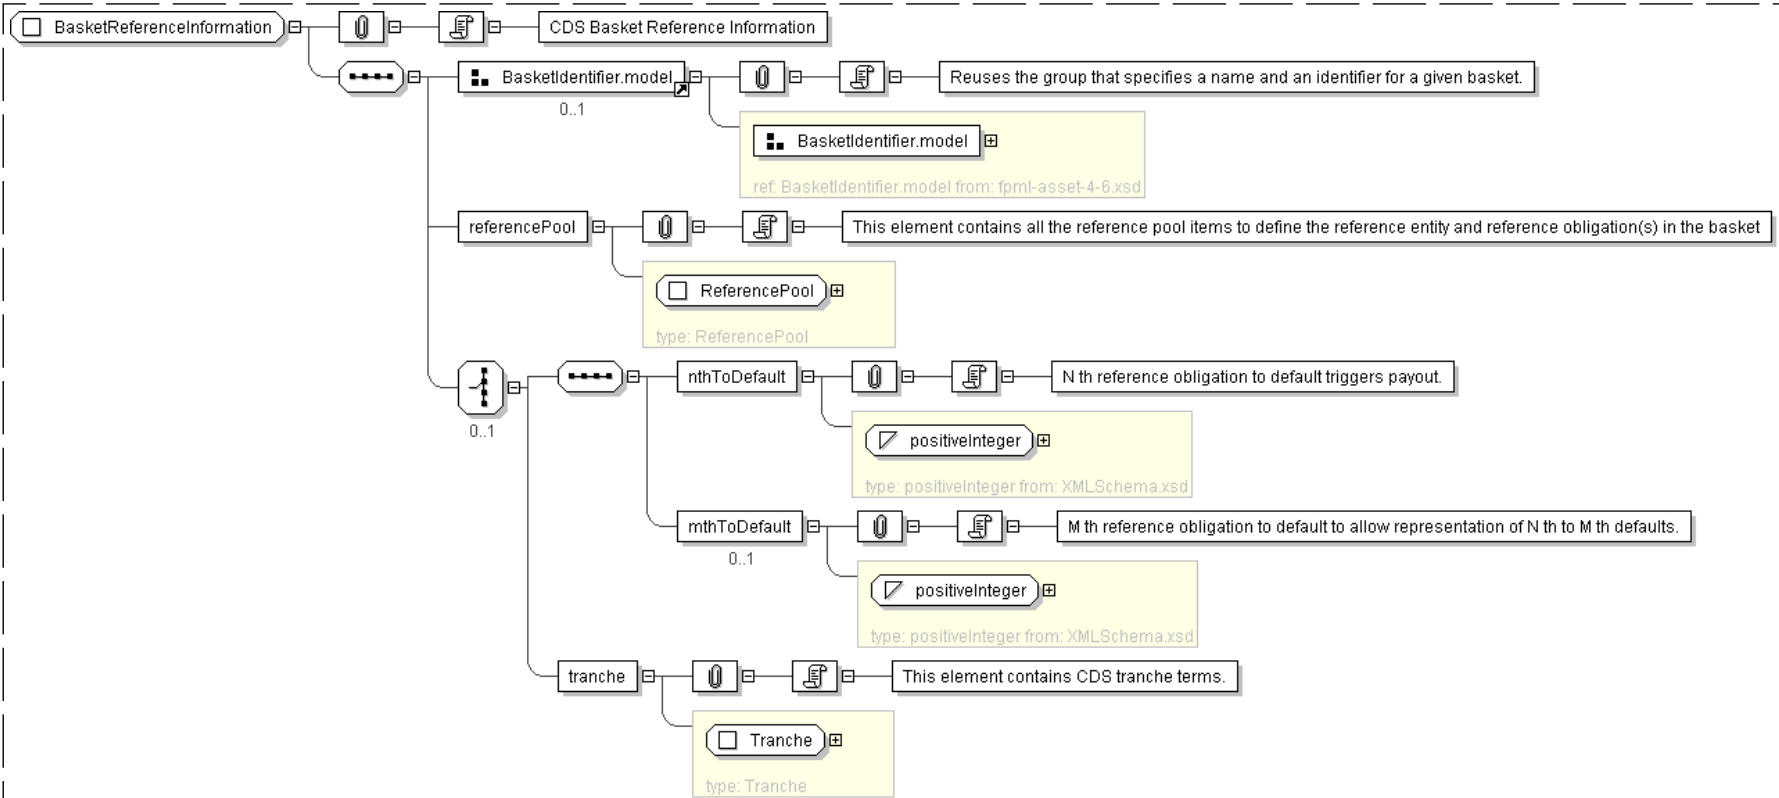 BasketReferenceInformation
CDS Basket Reference Information
BasketIdentifier.model
Reuses the group that specifies a name and an identifier for a given basket.
0..1
BasketIdentifier.model
ref: BasketIdentifier.model from: fpml-asset-4-6.xsd
referencePool
This element contains all the reference pool items to define the reference entity and reference obligation(s) in the basket
ReferencePool
type: ReferencePool
nthToDefault
N th reference obligation to default triggers payout.
0..1
positiveInteger
type: positiveInteger from: XMLSchema.xsd
mthToDefault
M th reference obligation to default to allow representation of N th to M th defaults.
0..1
positiveInteger
type: positiveInteger from: XMLSchema.xsd
tranche
This element contains CDS tranche terms.
Tranche
type: Tranche